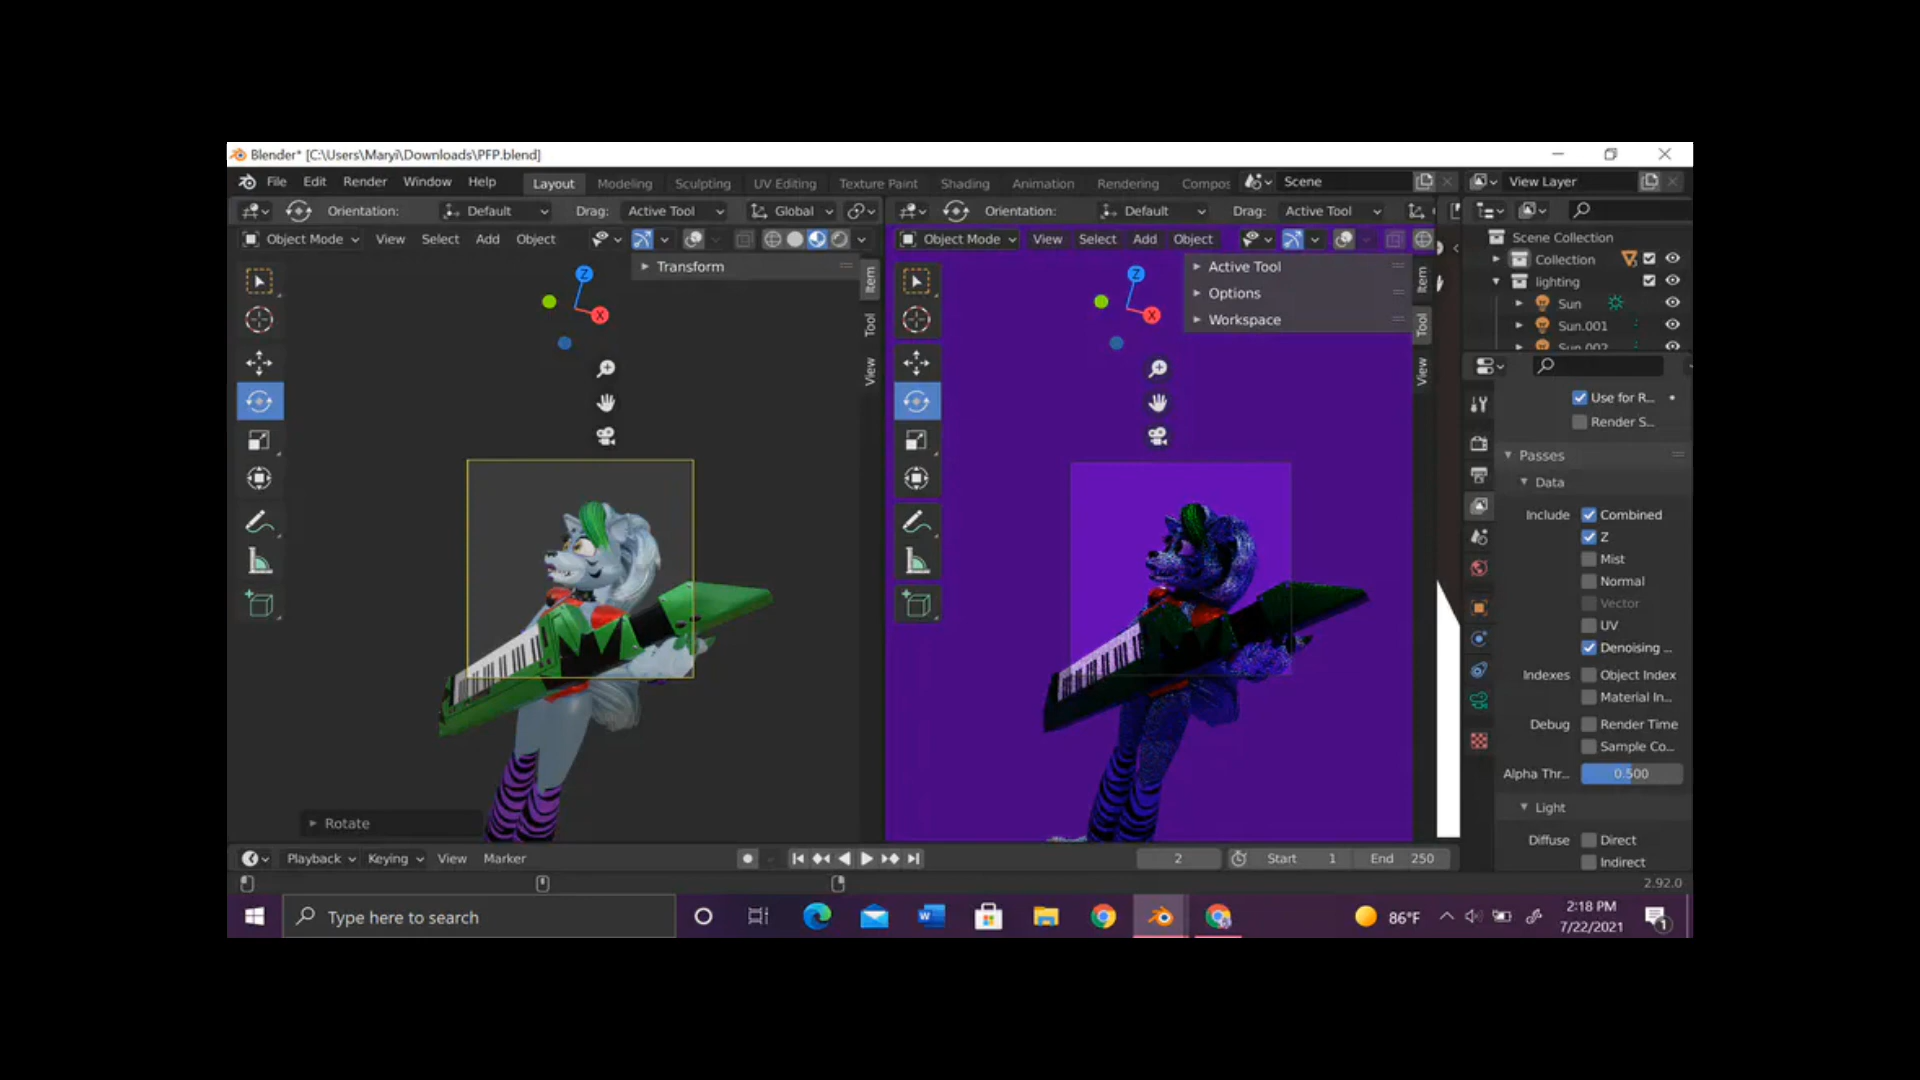 Blender* [C:\Users\Maryi\Downloads\PFP.blend]
File Edit Render Window Help Layout Modeling Sculpting UV Editing Texture Paint Shading Animation Rendering Compos Scene View Layer
Orientation: Default Drag: Active Tool Global Orientation: Default Drag: Active Tool
Object Mode View Select Add Object Object Mode View Select Add Object
Scene Collection
Collection
lighting
Sun
Sun.001
Sun.002
Transform
Item
Tool
View
Z
X
Active Tool
Options
Workspace
Item
Tool
View
Z
X
Use for R...
Render S...
Passes
Data
Include Combined
Z
Mist
Normal
Vector
UV
Denoising ...
Indexes Object Index
Material In...
Debug Render Time
Sample Co...
Alpha Thr... 0.500
Light
Diffuse Direct
Indirect
Rotate
Playback Keying View Marker 2 Start 1 End 250
2.92.0
Type here to search
86°F
2:18 PM
7/22/2021
1